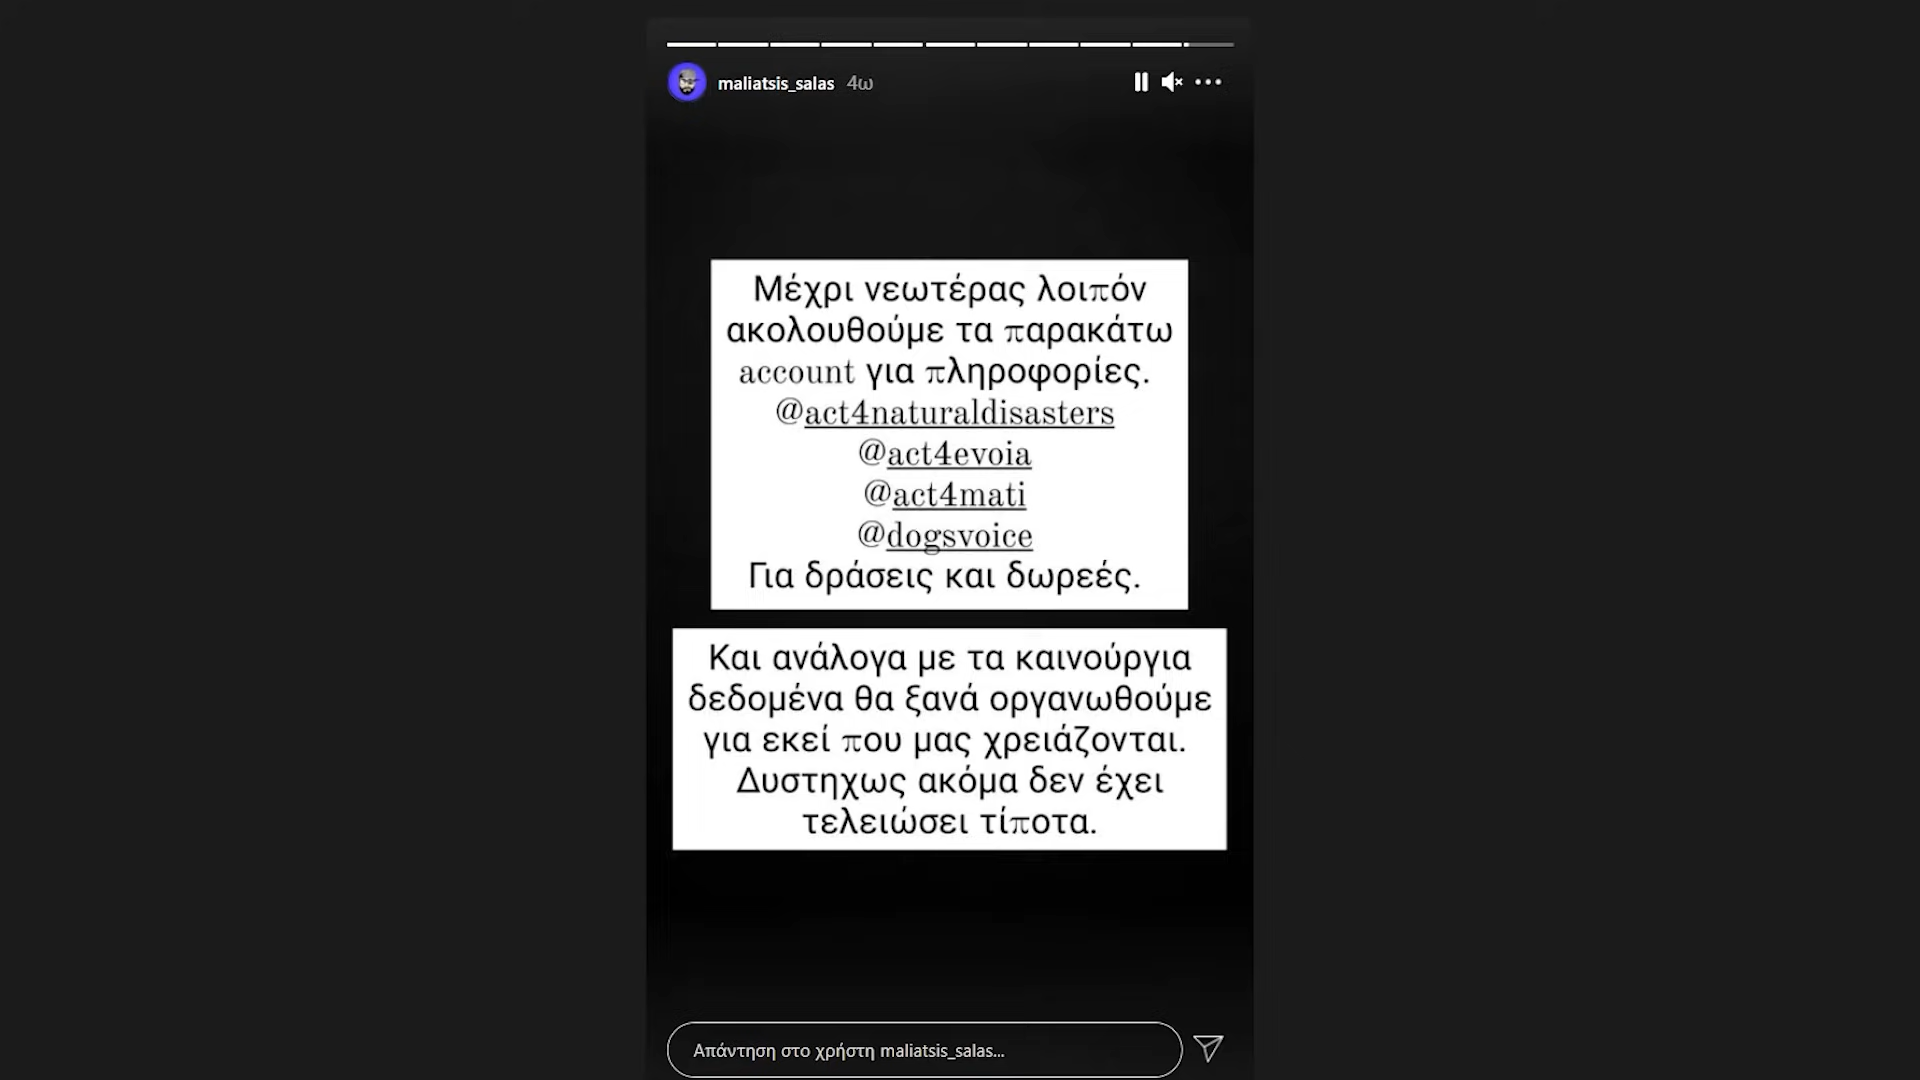 maliatsis_salas 4ω
Μέχρι νεωτέρας λοιπόν
ακολουθούμε τα παρακάτω
account για πληροφορίες.
@act4naturaldisasters
@act4evoia
@act4mati
@dogsvoice
Για δράσεις και δωρεές.
Και ανάλογα με τα καινούργια
δεδομένα θα ξανά οργανωθούμε
για εκεί που μας χρειάζονται.
Δυστηχως ακόμα δεν έχει
τελειώσει τίποτα.
Απάντηση στο χρήστη maliatsis_salas...